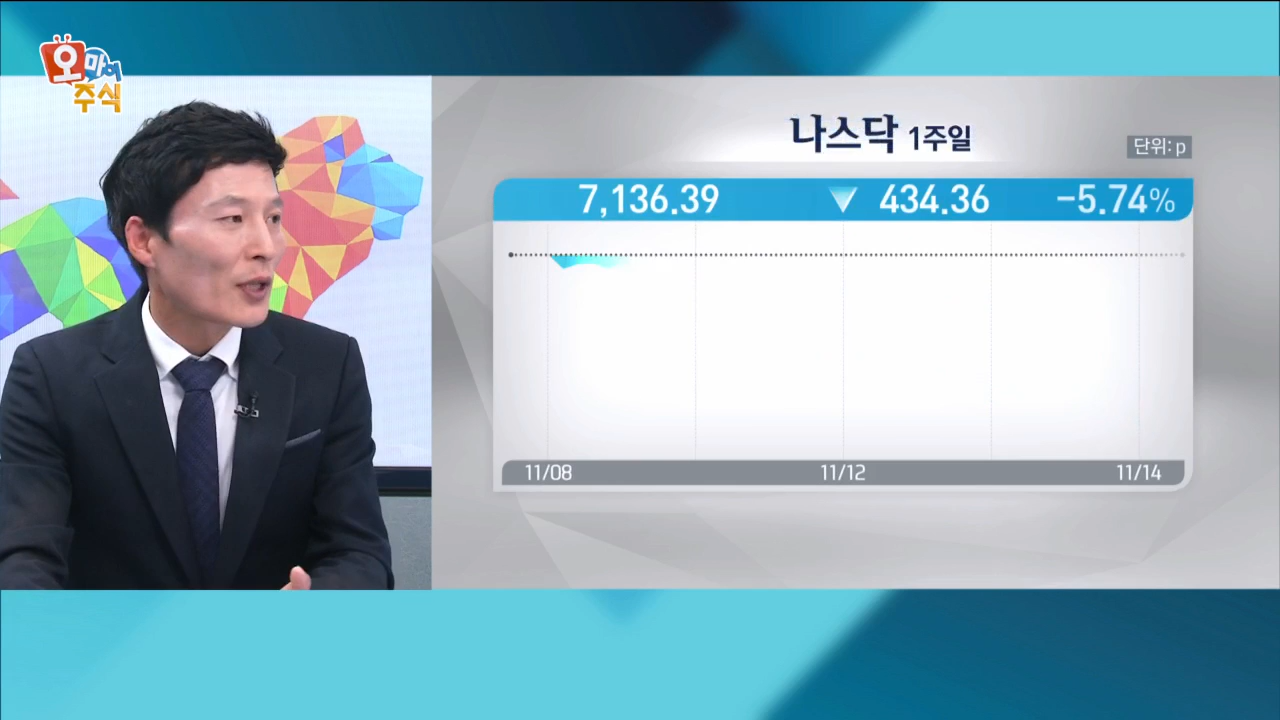 오마이
주식
나스닥 1주일
단위: p
7,136.39 ▼ 434.36 -5.74%
11/08 11/12 11/14